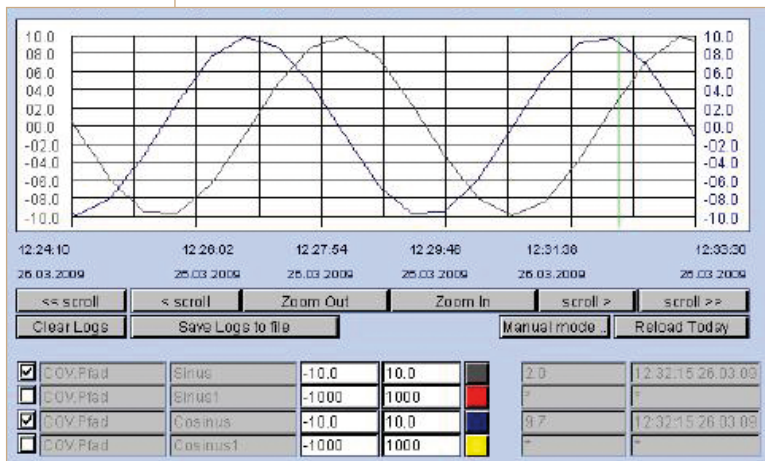 10.0 10.0
08.0 08.0
06.0 06.0
04.0 04.0
02.0 02.0
00.0 00.0
-02.0 -02.0
-04.0 -04.0
-06.0 -06.0
-08.0 -08.0
-10.0 -10.0
12:24:10 12:26:02 12:27:54 12:29:46 12:31:38 12:33:30
26.03.2009 26.03.2009 26.03.2009 26.03.2009 26.03.2009 26.03.2009
<< scroll < scroll Zoom Out Zoom In scroll > scroll >>
Clear Logs Save Logs to file Manual mode .. Reload Today
COV.Pfad Sinus -10.0 10.0 2.0 12:32:15 26.03.09
COV.Pfad Sinus1 -1000 1000 * *
COV.Pfad Cosinus -10.0 10.0 9.7 12:32:15 26.03.09
COV.Pfad Cosinus1 -1000 1000 * *